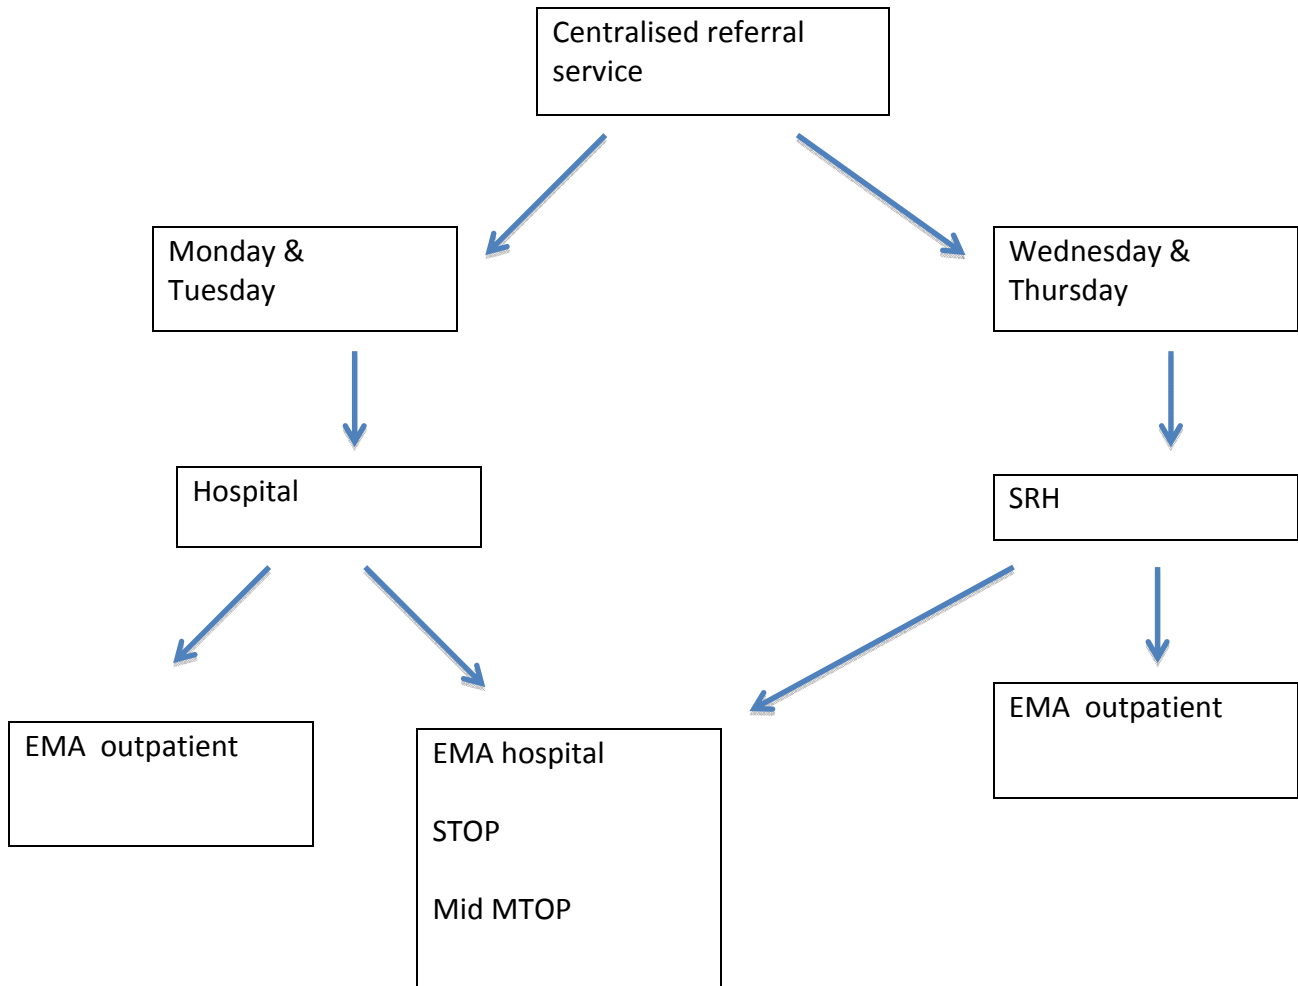 Centralised referral
service
Monday &
Tuesday
Wednesday &
Thursday
Hospital
SRH
EMA  outpatient
EMA hospital
STOP
Mid MTOP
EMA  outpatient